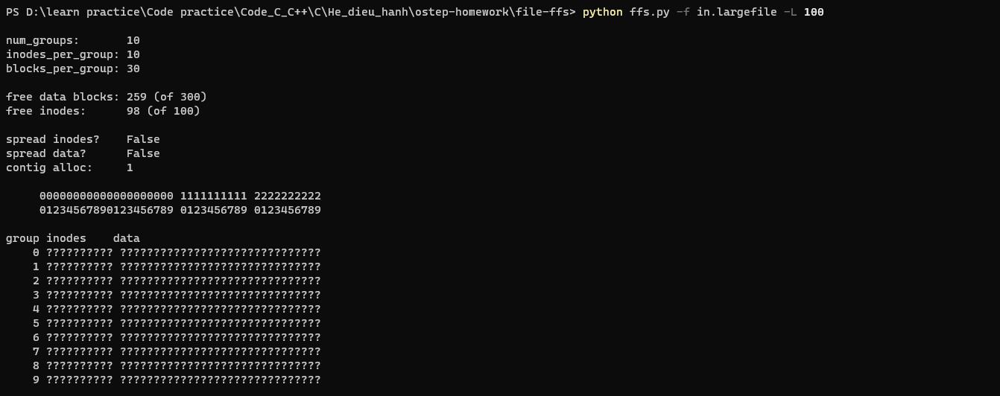 PS D:\learn practice\Code practice\Code_C_C++\C\He_dieu_hanh\ostep-homework\file-ffs> python ffs.py -f in.largefile -L 100
num_groups:       10
inodes_per_group: 10
blocks_per_group: 30
free data blocks: 259 (of 300)
free inodes:      98 (of 100)
spread inodes?    False
spread data?      False
contig alloc:     1
     00000000000000000000 1111111111 2222222222
     01234567890123456789 0123456789 0123456789
group inodes    data
    0 ?????????? ??????????????????????????????
    1 ?????????? ??????????????????????????????
    2 ?????????? ??????????????????????????????
    3 ?????????? ??????????????????????????????
    4 ?????????? ??????????????????????????????
    5 ?????????? ??????????????????????????????
    6 ?????????? ??????????????????????????????
    7 ?????????? ??????????????????????????????
    8 ?????????? ??????????????????????????????
    9 ?????????? ??????????????????????????????